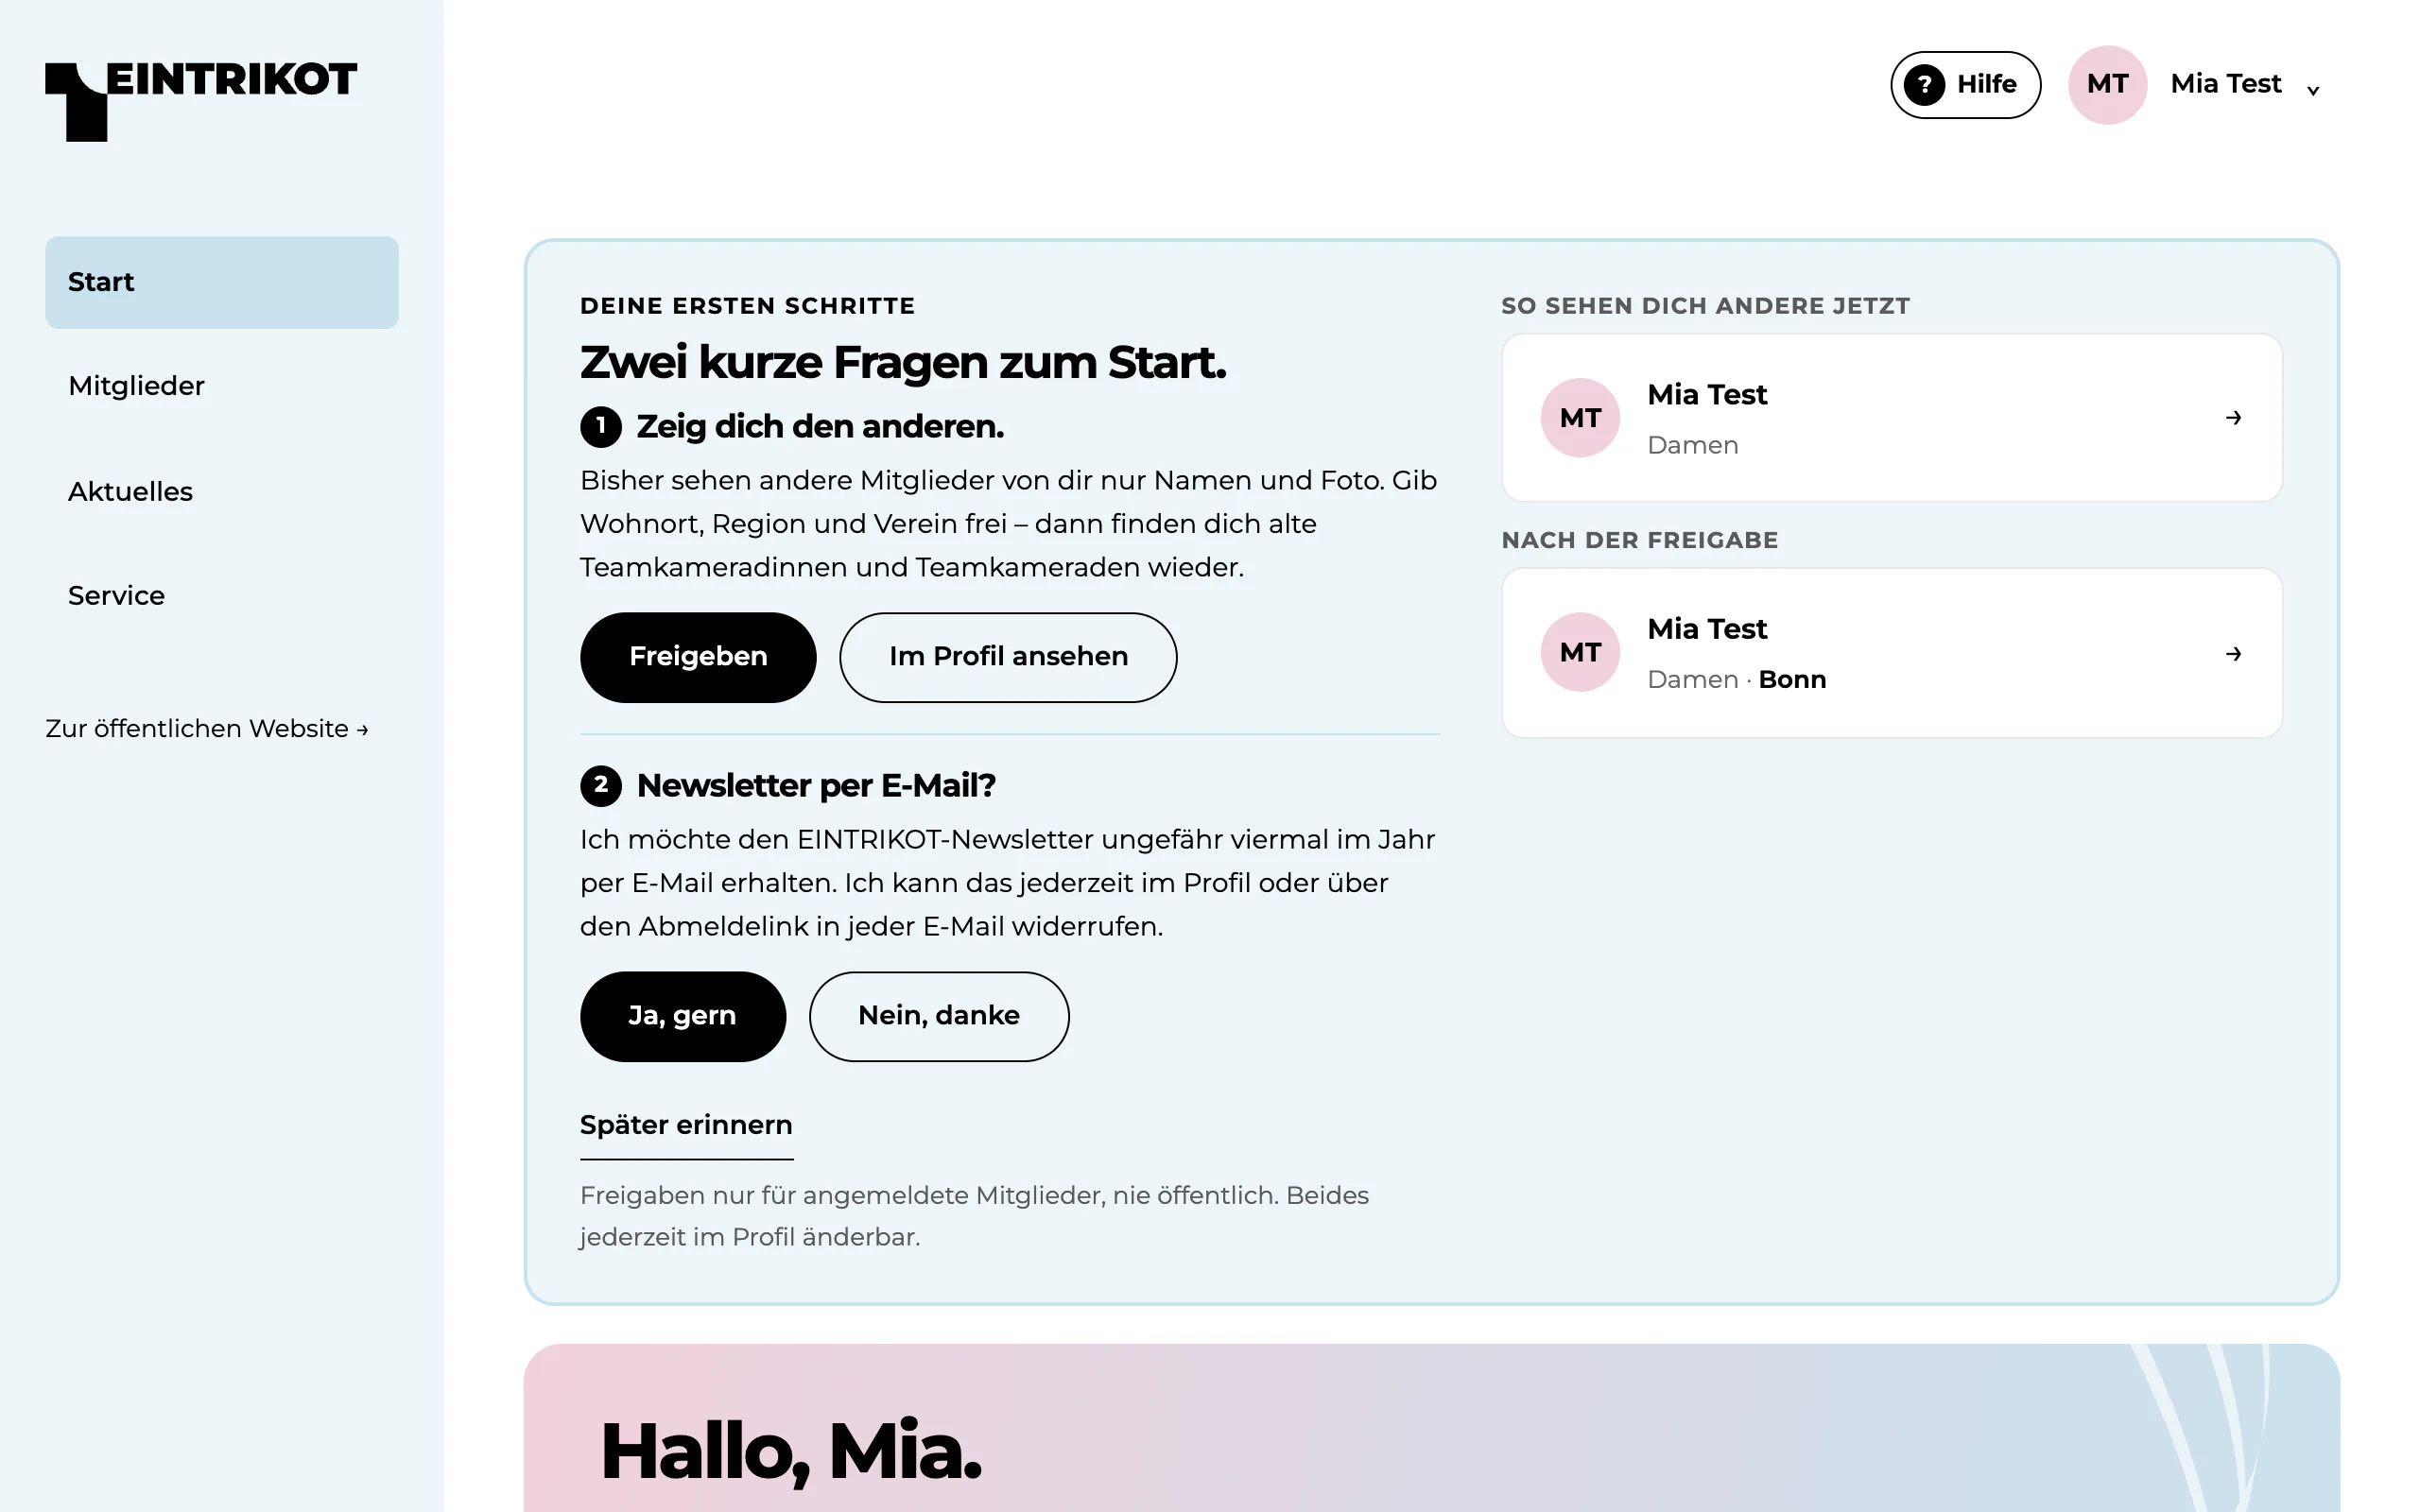 EINTRIKOT
? Hilfe
MT
Mia Test
Start
Mitglieder
Aktuelles
Service
Zur öffentlichen Website →
DEINE ERSTEN SCHRITTE
Zwei kurze Fragen zum Start.
1 Zeig dich den anderen.
Bisher sehen andere Mitglieder von dir nur Namen und Foto. Gib
Wohnort, Region und Verein frei – dann finden dich alte
Teamkameradinnen und Teamkameraden wieder.
Freigeben
Im Profil ansehen
2 Newsletter per E-Mail?
Ich möchte den EINTRIKOT-Newsletter ungefähr viermal im Jahr
per E-Mail erhalten. Ich kann das jederzeit im Profil oder über
den Abmeldelink in jeder E-Mail widerrufen.
Ja, gern
Nein, danke
Später erinnern
Freigaben nur für angemeldete Mitglieder, nie öffentlich. Beides
jederzeit im Profil änderbar.
SO SEHEN DICH ANDERE JETZT
MT
Mia Test
→
Damen
NACH DER FREIGABE
MT
Mia Test
→
Damen · Bonn
Hallo, Mia.